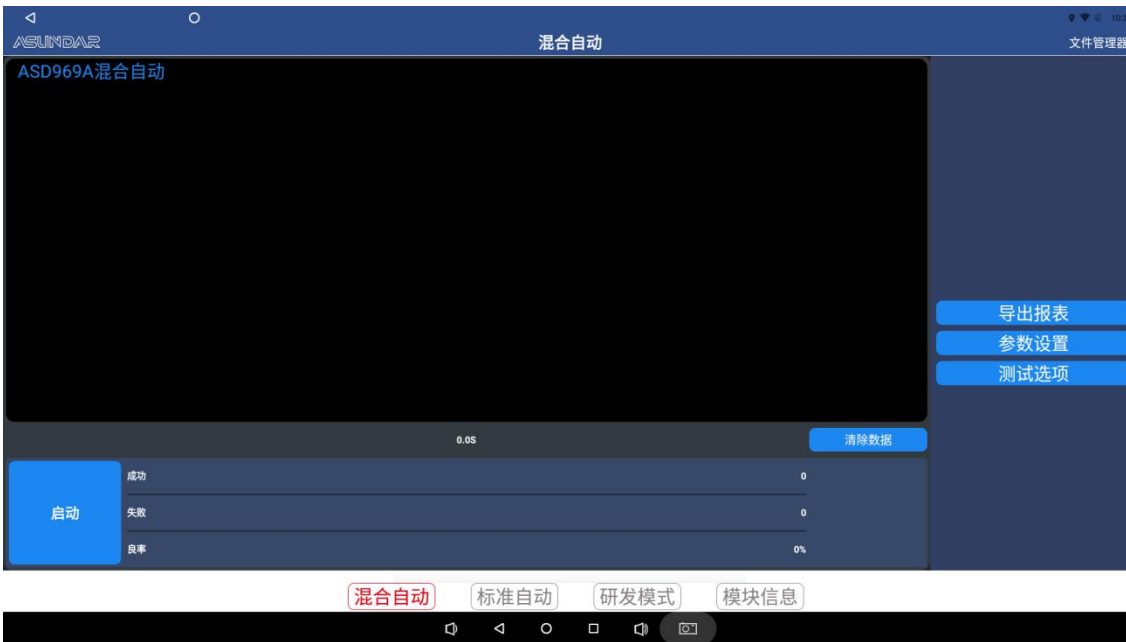 10:
ASUNDAR
混合自动
文件管理器
ASD969A混合自动
导出报表
参数设置
测试选项
0.0S
清除数据
启动
成功 0
失败 0
良率 0%
混合自动 标准自动 研发模式 模块信息